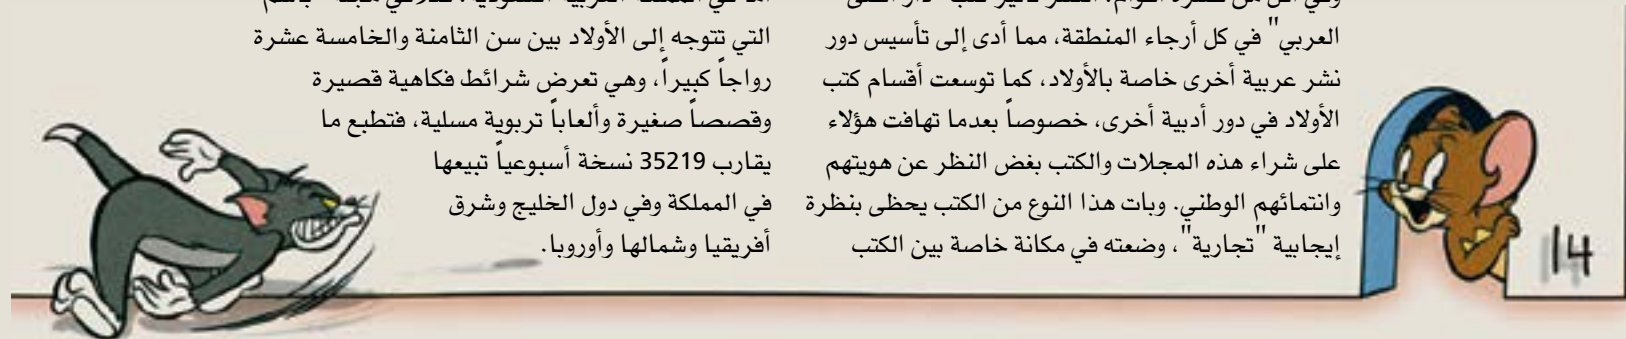 العربي" في كل أرجاء المنطقة، مما أدى إلى تأسيس دور
نشر عربية أخرى خاصة بالأولاد، كما توسعت أقسام كتب
الأولاد في دور أدبية أخرى، خصوصاً بعدما تهافت هؤلاء
على شراء هذه المجلات والكتب بغض النظر عن هويتهم
وانتمائهم الوطني. وبات هذا النوع من الكتب يحظى بنظرة
إيجابية "تجارية"، وضعته في مكانة خاصة بين الكتب
التي تتوجه إلى الأولاد بين سن الثامنة والخامسة عشرة
رواجاً كبيراً، وهي تعرض شرائط فكاهية قصيرة
وقصصاً صغيرة وألعاباً تربوية مسلية، فتطبع ما
يقارب 35219 نسخة أسبوعياً تبيعها
في المملكة وفي دول الخليج وشرق
أفريقيا وشمالها وأوروبا.
14